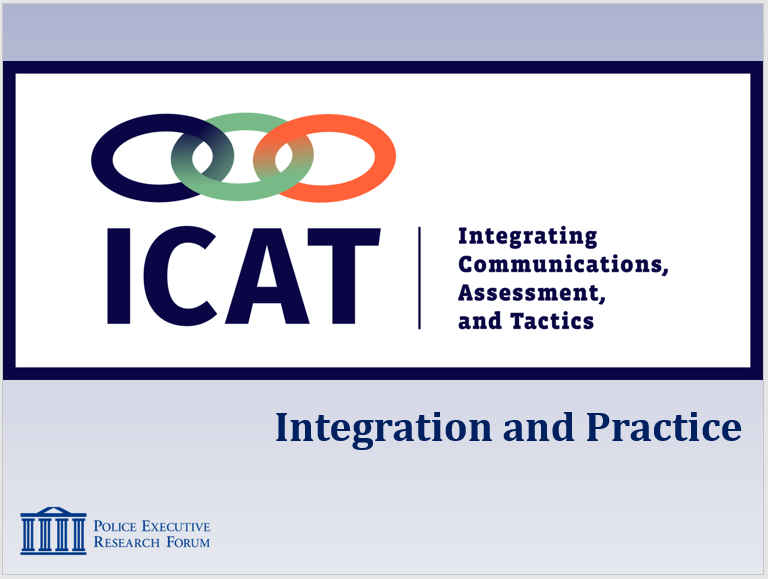 ICAT
Integrating
Communications,
Assessment,
and Tactics
Integration and Practice
POLICE EXECUTIVE
RESEARCH FORUM